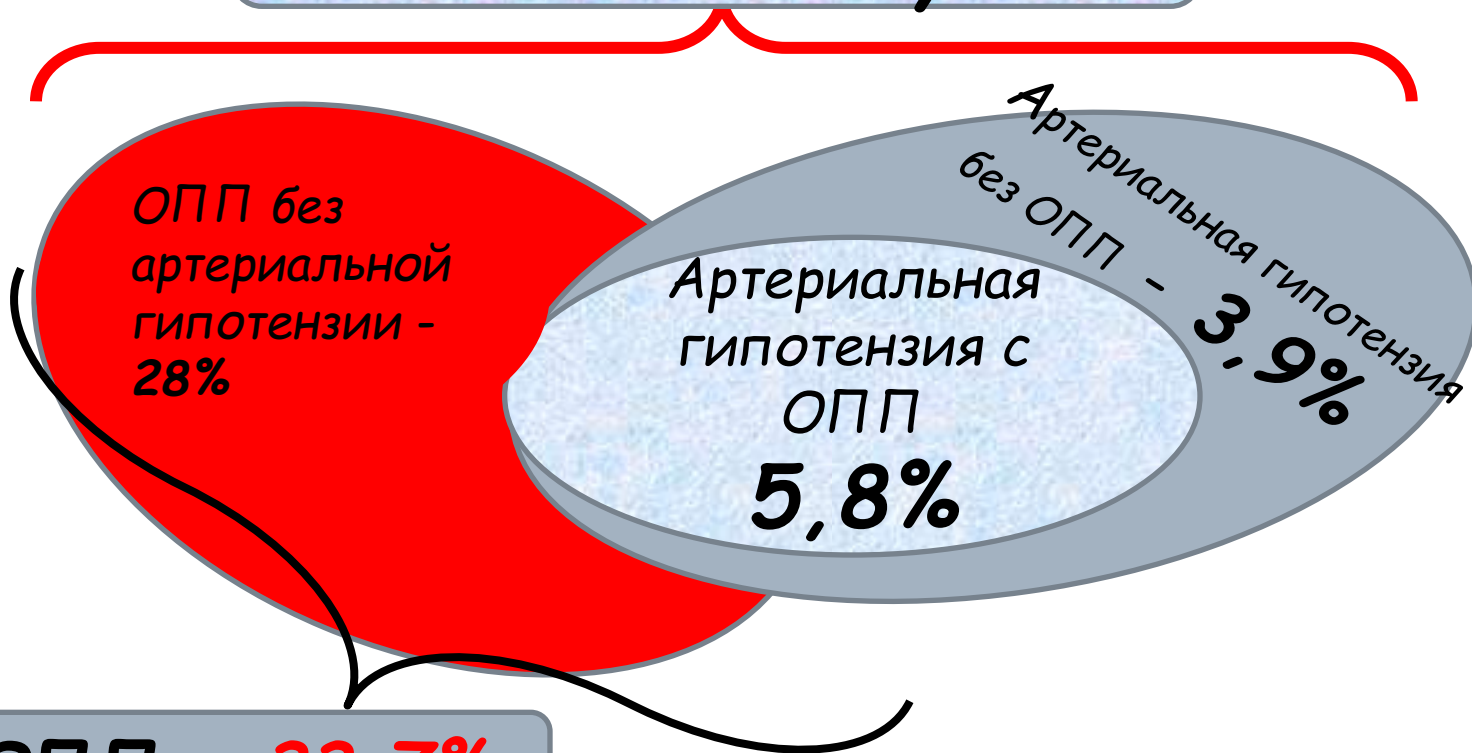 ОПП без
артериальной
гипотензии -
28%
Артериальная
гипотензия с
ОПП
5,8%
Артериальная гипотензия
без ОПП - 3,9%